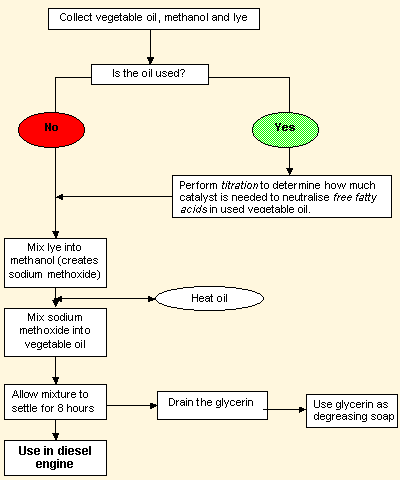 Collect vegetable oil, methanol and lye
Is the oil used?
No
Yes
Perform titration to determine how much
catalyst is needed to neutralise free fatty
acids in used vegetable oil.
Mix lye into
methanol (creates
sodium methoxide)
Heat oil
Mix sodium
methoxide into
vegetable oil
Allow mixture to
settle for 8 hours
Drain the glycerin
Use glycerin as
degreasing soap
Use in diesel
engine